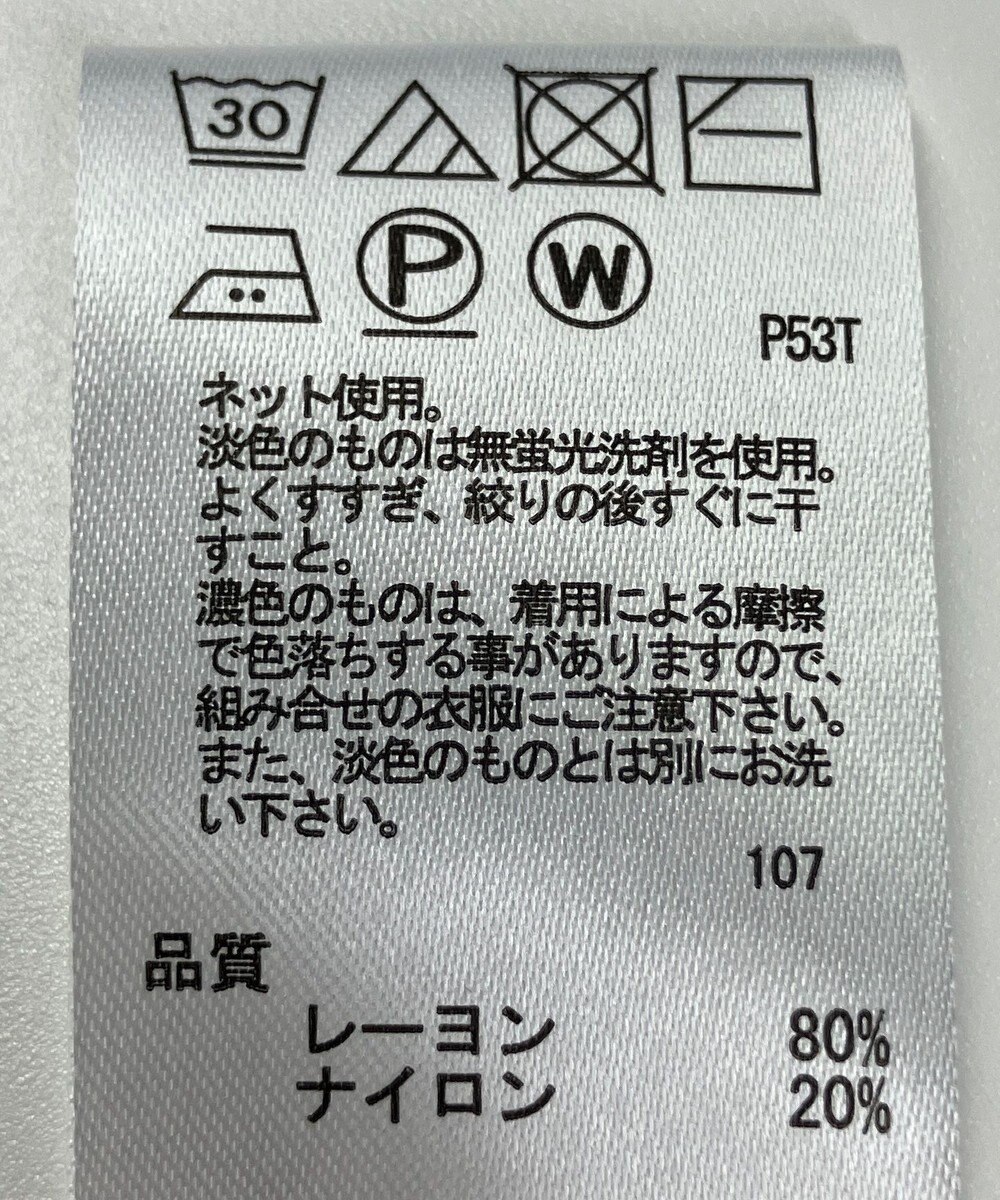 30
P W
P53T
ネット使用。
淡色のものは無蛍光洗剤を使用。
よくすすぎ、絞りの後すぐに干
すこと。
濃色のものは、着用による摩擦
で色落ちする事がありますので、
組み合せの衣服にご注意下さい。
また、淡色のものとは別にお洗
い下さい。
107
品質
レーヨン 80%
ナイロン 20%